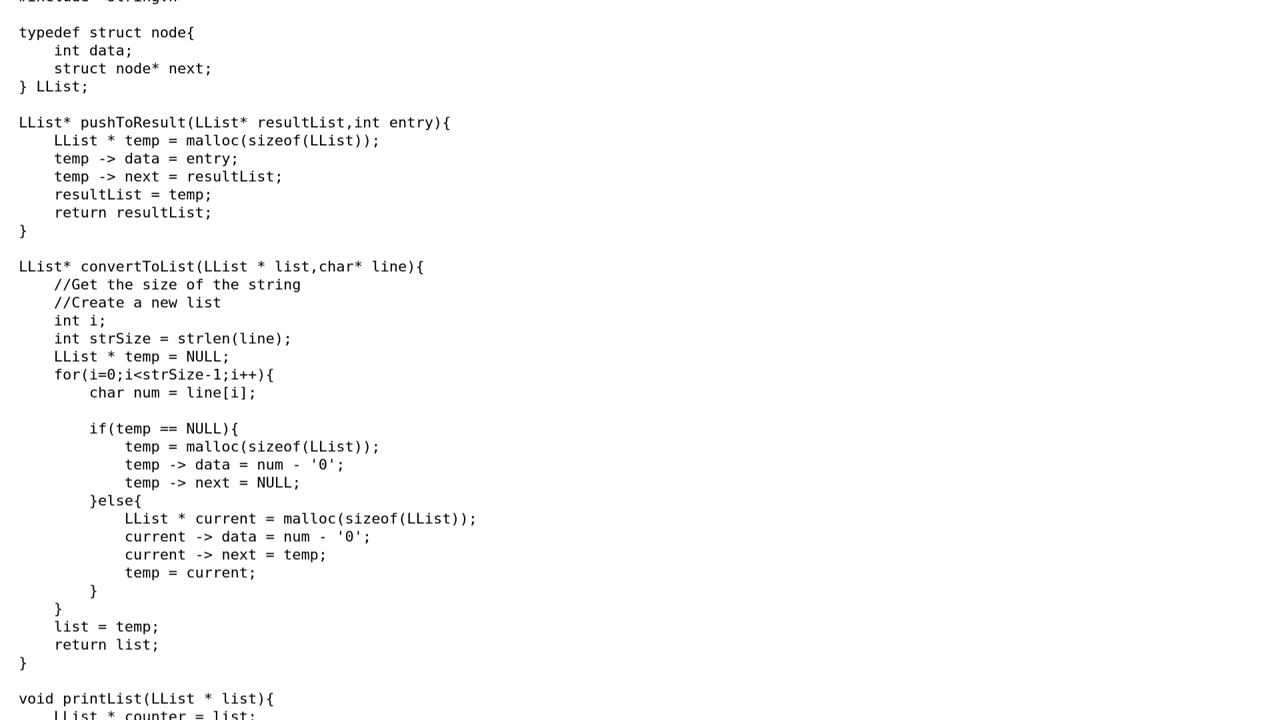 typedef struct node{
    int data;
    struct node* next;
} LList;

LList* pushToResult(LList* resultList,int entry){
    LList * temp = malloc(sizeof(LList));
    temp -> data = entry;
    temp -> next = resultList;
    resultList = temp;
    return resultList;
}

LList* convertToList(LList * list,char* line){
    //Get the size of the string
    //Create a new list
    int i;
    int strSize = strlen(line);
    LList * temp = NULL;
    for(i=0;i<strSize-1;i++){
        char num = line[i];

        if(temp == NULL){
            temp = malloc(sizeof(LList));
            temp -> data = num - '0';
            temp -> next = NULL;
        }else{
            LList * current = malloc(sizeof(LList));
            current -> data = num - '0';
            current -> next = temp;
            temp = current;
        }
    }
    list = temp;
    return list;
}

void printList(LList * list){
    LList * counter = list;